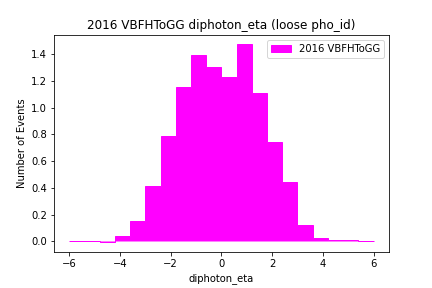 2016 VBFHToGG diphoton_eta (loose pho_id)
2016 VBFHToGG
Number of Events
1.4
1.2
1.0
0.8
0.6
0.4
0.2
0.0
−6 −4 −2 0 2 4 6
diphoton_eta